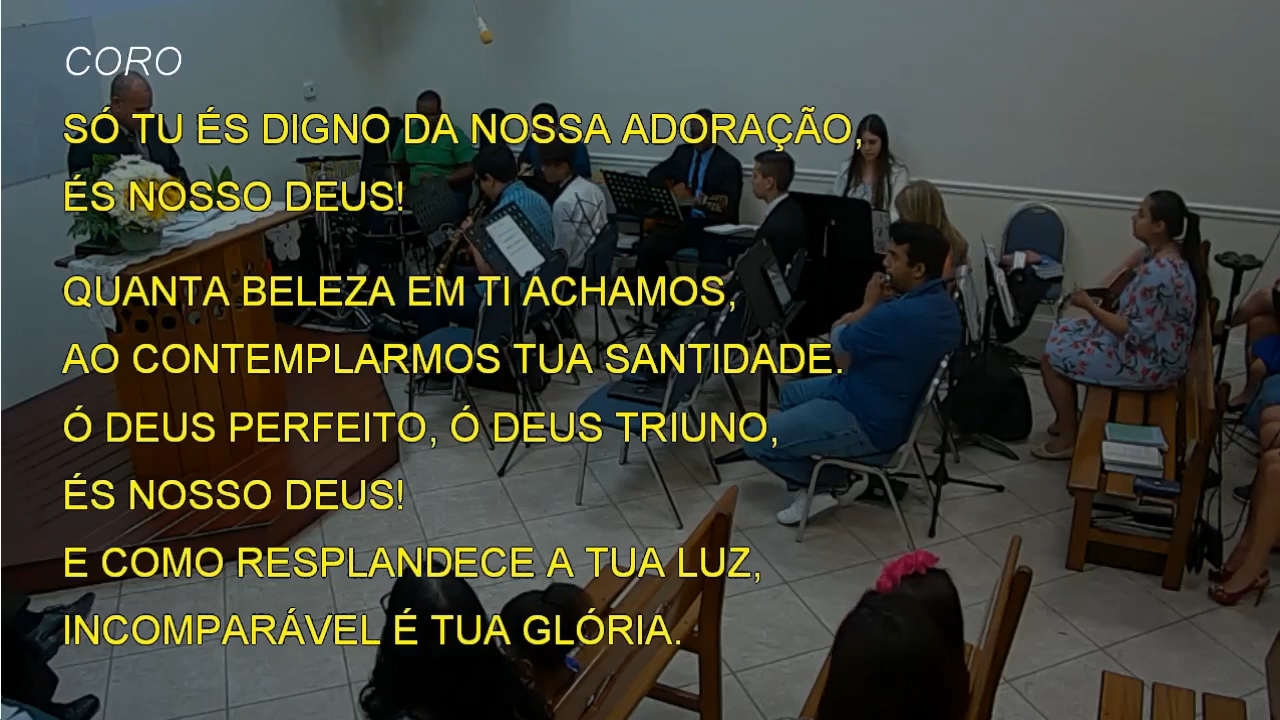 CORO
SÓ TU ÉS DIGNO DA NOSSA ADORAÇÃO,
ÉS NOSSO DEUS!
QUANTA BELEZA EM TI ACHAMOS,
AO CONTEMPLARMOS TUA SANTIDADE.
Ó DEUS PERFEITO, Ó DEUS TRIUNO,
ÉS NOSSO DEUS!
E COMO RESPLANDECE A TUA LUZ,
INCOMPARÁVEL É TUA GLÓRIA.